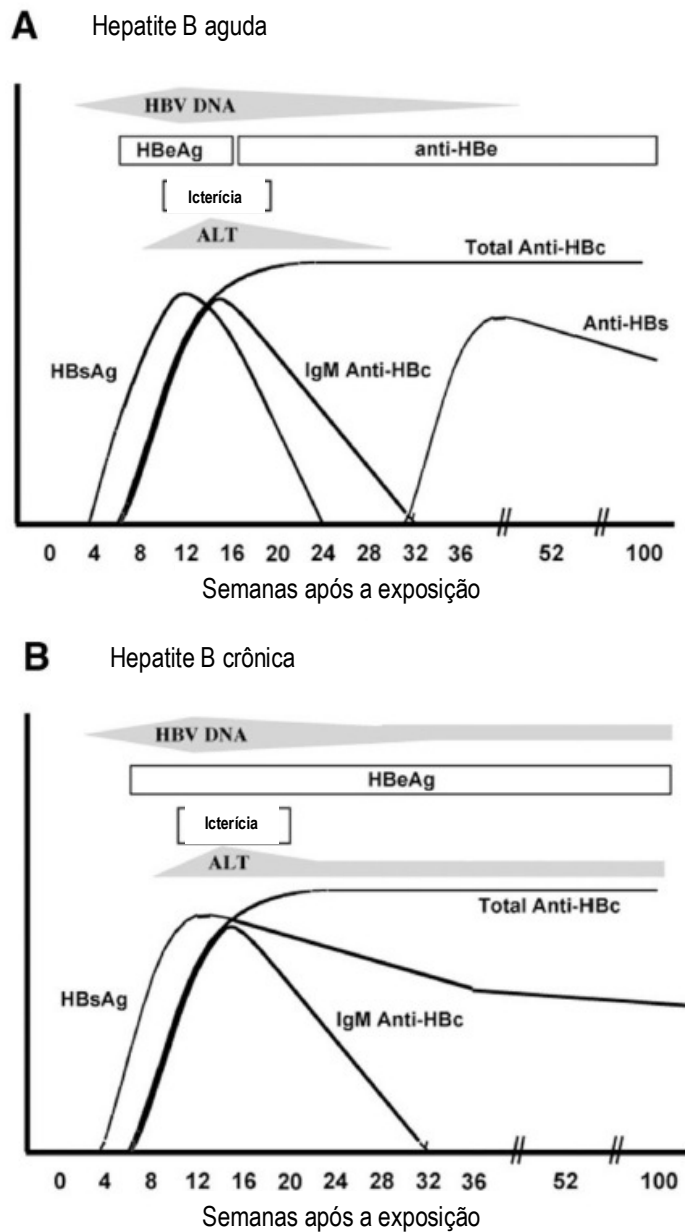 A Hepatite B aguda
HBV DNA
HBeAg anti-HBe
[ Icterícia ]
ALT
Total Anti-HBc
Anti-HBs
HBsAg IgM Anti-HBc
0 4 8 12 16 20 24 28 32 36 // 52 // 100
Semanas após a exposição
B Hepatite B crônica
HBV DNA
HBeAg
[ Icterícia ]
ALT
Total Anti-HBc
HBsAg
IgM Anti-HBc
0 4 8 12 16 20 24 28 32 36 // 52 // 100
Semanas após a exposição